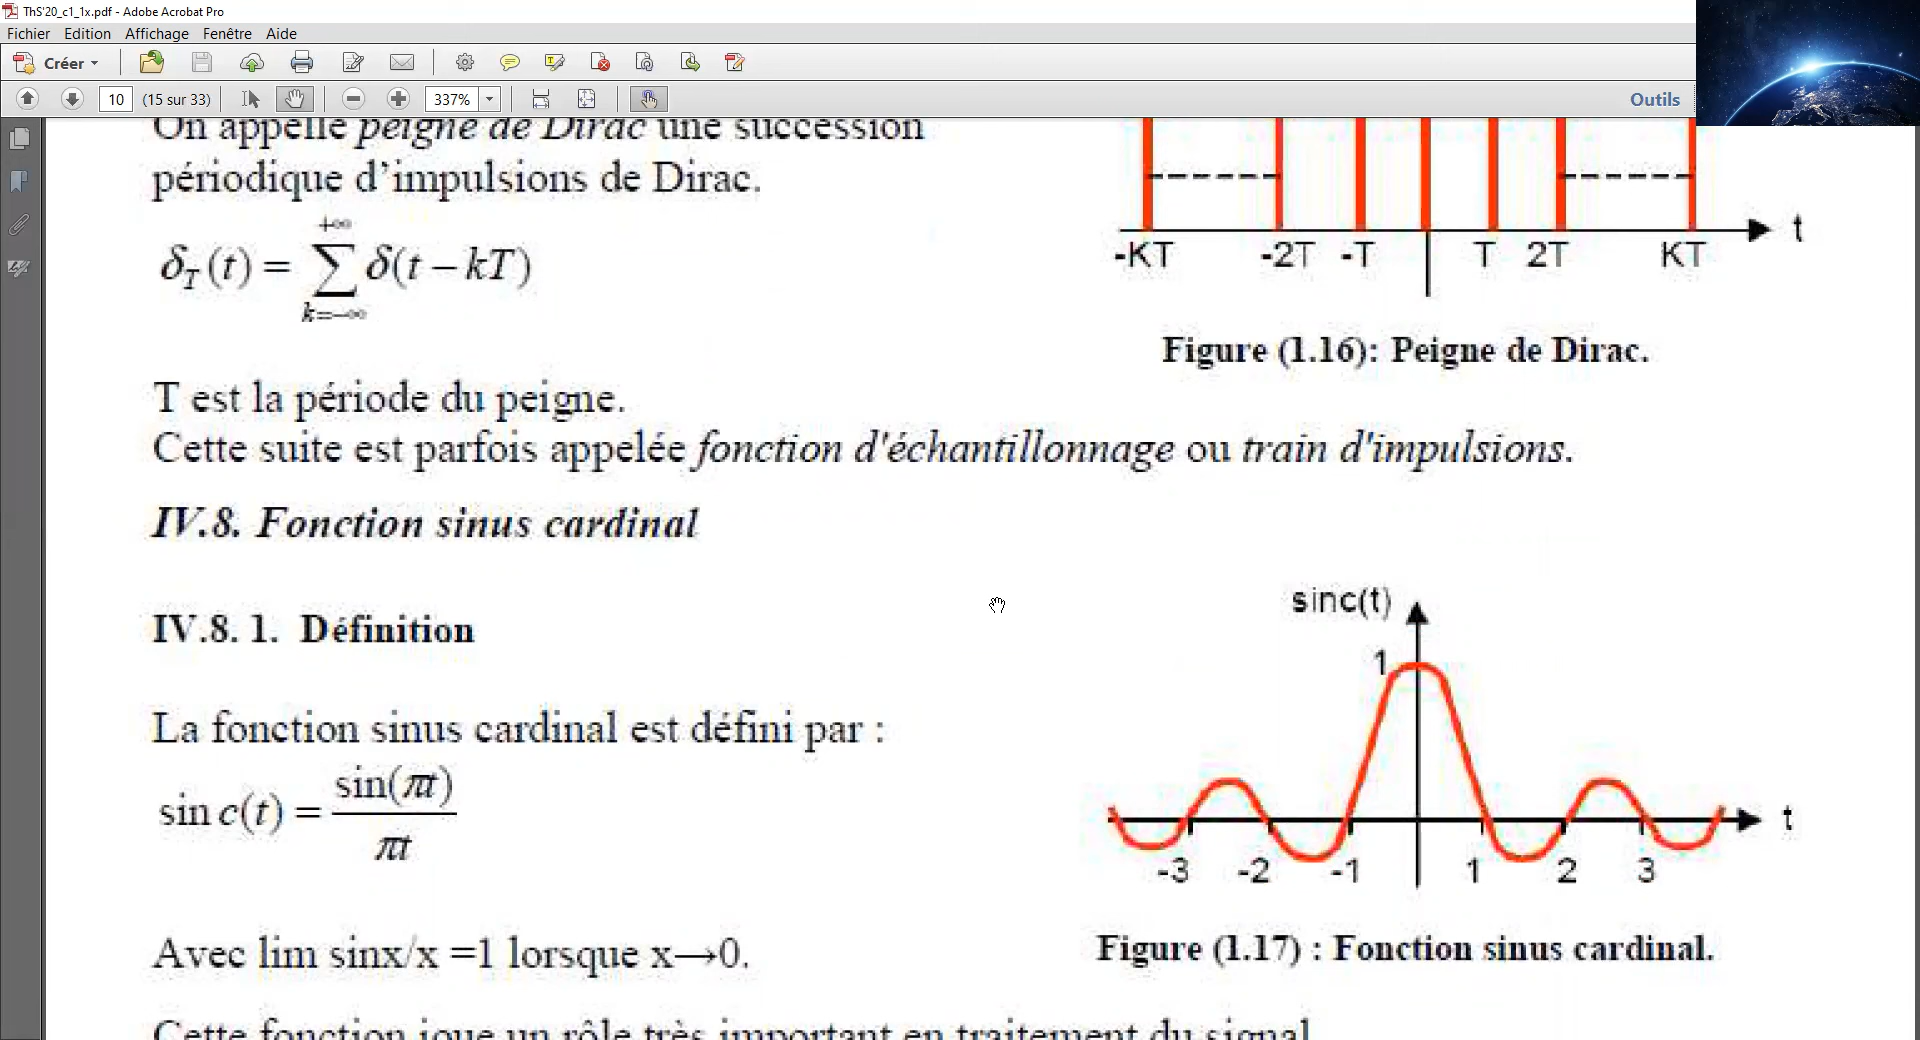 ThS'20_c1_1x.pdf - Adobe Acrobat Pro
Fichier Edition Affichage Fenêtre Aide
Créer
10 (15 sur 33) 337% Outils
On appelle peigne de Dirac une succession
périodique d'impulsions de Dirac.
δ_T(t) = ∑_{k=-∞}^{+∞} δ(t − kT)
-KT -2T -T T 2T KT t
Figure (1.16): Peigne de Dirac.
T est la période du peigne.
Cette suite est parfois appelée fonction d'échantillonnage ou train d'impulsions.
IV.8. Fonction sinus cardinal
IV.8. 1. Définition
La fonction sinus cardinal est défini par :
sin c(t) = sin(πt) / πt
sinc(t)
1
t
-3 -2 -1 1 2 3
Figure (1.17) : Fonction sinus cardinal.
Avec lim sinx/x =1 lorsque x→0.
Cette fonction joue un rôle très important en traitement du signal